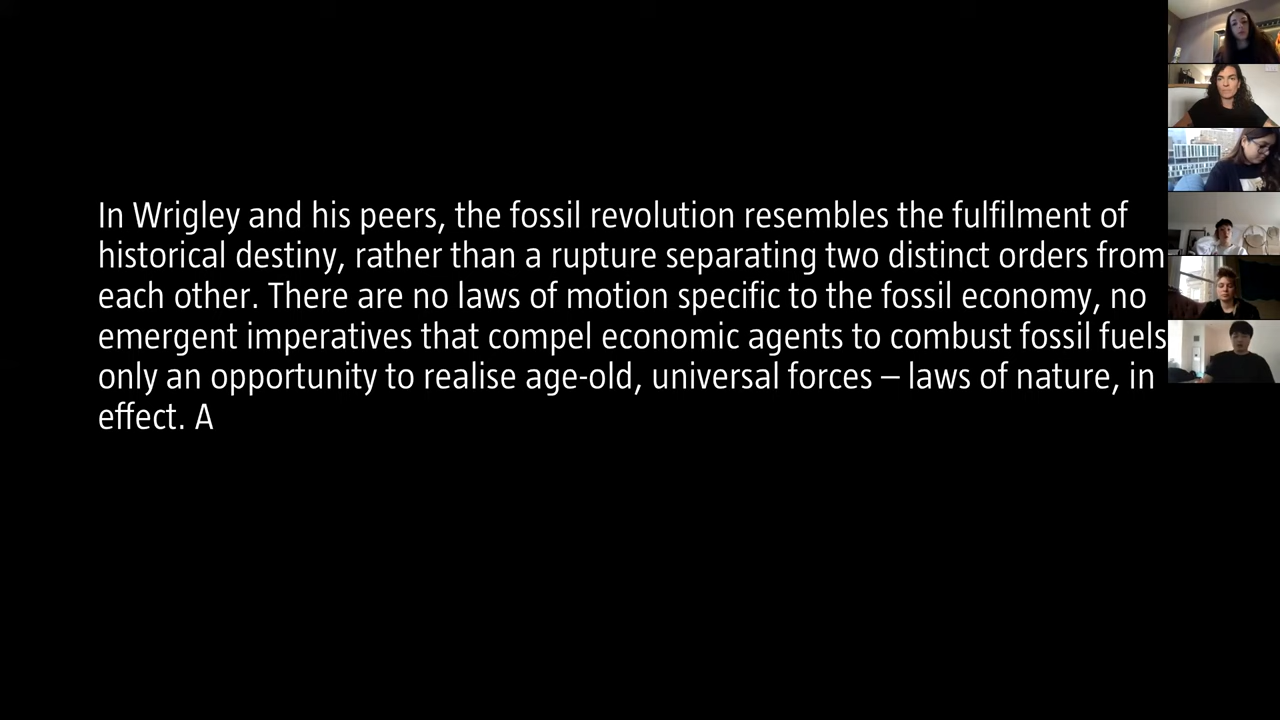 In Wrigley and his peers, the fossil revolution resembles the fulfilment of
historical destiny, rather than a rupture separating two distinct orders from
each other. There are no laws of motion specific to the fossil economy, no
emergent imperatives that compel economic agents to combust fossil fuels
only an opportunity to realise age-old, universal forces – laws of nature, in
effect. A